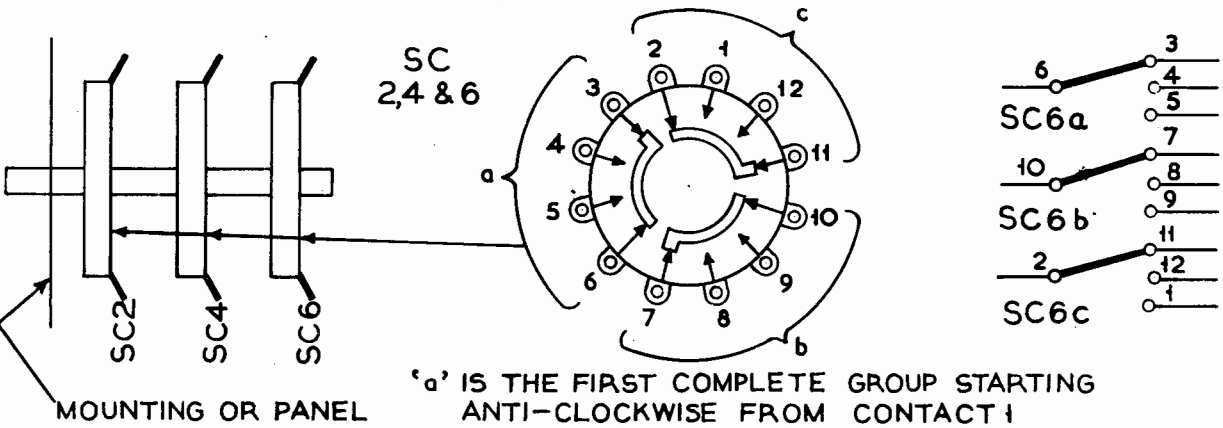 SC
2,4 & 6
c
2
1
3
12
4
11
a
5
10
6
9
7
8
b
SC2
SC4
SC6
MOUNTING OR PANEL
'a' IS THE FIRST COMPLETE GROUP STARTING
ANTI-CLOCKWISE FROM CONTACT 1
6
3
4
5
SC6a
10
7
8
9
SC6b
2
11
12
1
SC6c